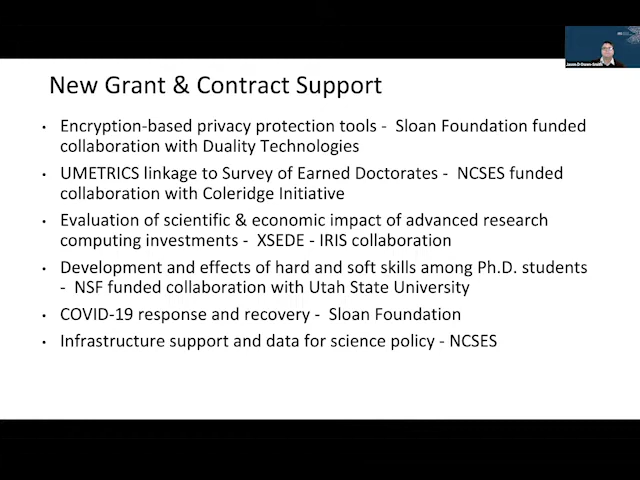 New Grant & Contract Support
• Encryption-based privacy protection tools - Sloan Foundation funded
collaboration with Duality Technologies
• UMETRICS linkage to Survey of Earned Doctorates - NCSES funded
collaboration with Coleridge Initiative
• Evaluation of scientific & economic impact of advanced research
computing investments - XSEDE - IRIS collaboration
• Development and effects of hard and soft skills among Ph.D. students
- NSF funded collaboration with Utah State University
• COVID-19 response and recovery - Sloan Foundation
• Infrastructure support and data for science policy - NCSES